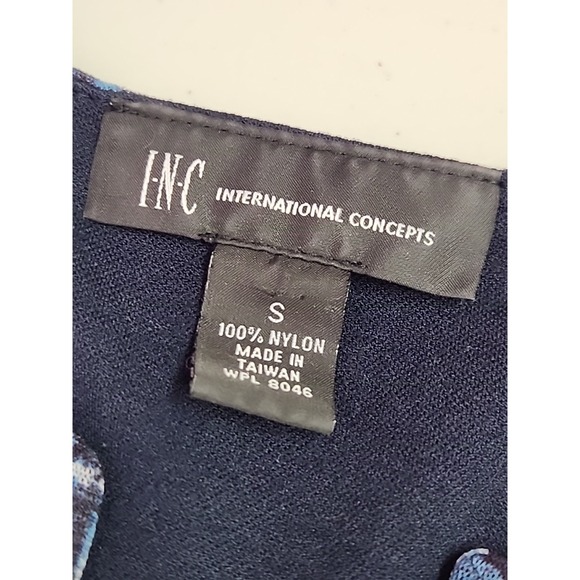 I·N·C INTERNATIONAL CONCEPTS
S
100% NYLON
MADE IN
TAIWAN
WPL 8046